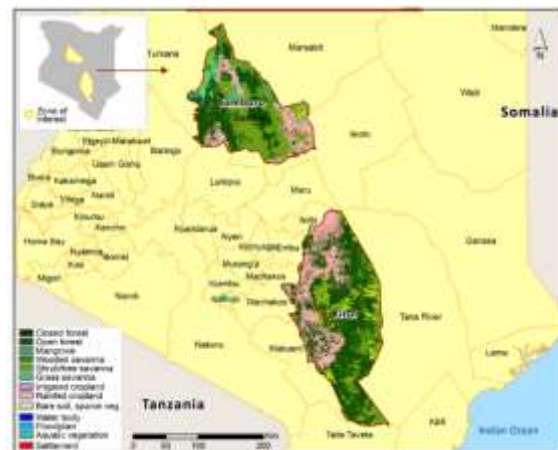 Zone of
interest
Turkana
Marsabit
Mandera
N
Wajir
Somalia
Samburu
Isiolo
Elgeyo-Marakwet
Bungoma
Uasin Gishu
Baringo
Busia
Kakamega
Nandi
Laikipia
Meru
Siaya
Vihiga
Kisumu
Kericho
Nyandarua
Nyeri
Garissa
Home Bay
Nyamira
Bomet
Kisii
Migori
Narok
Murang'a
Kiambu
Machakos
Nairobi
Machakos
Kitui
Tana River
Kajiado
Makueni
Lamu
Closed forest
Open forest
Mangrove
Wooded savanna
Shrub/tree savanna
Grass savanna
Irrigated cropland
Rainfed cropland
Bare soil, sparse veg.
Water body
Floodplain
Aquatic vegetation
Settlement
Tanzania
Kilifi
Taita Taveta
Indian Ocean
0 50 100 200
Km